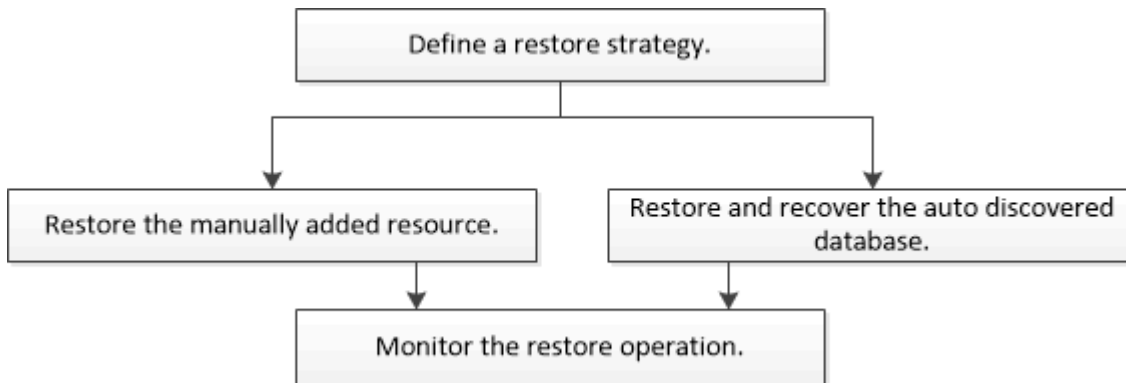 Define a restore strategy.
Restore the manually added resource.
Restore and recover the auto discovered
database.
Monitor the restore operation.